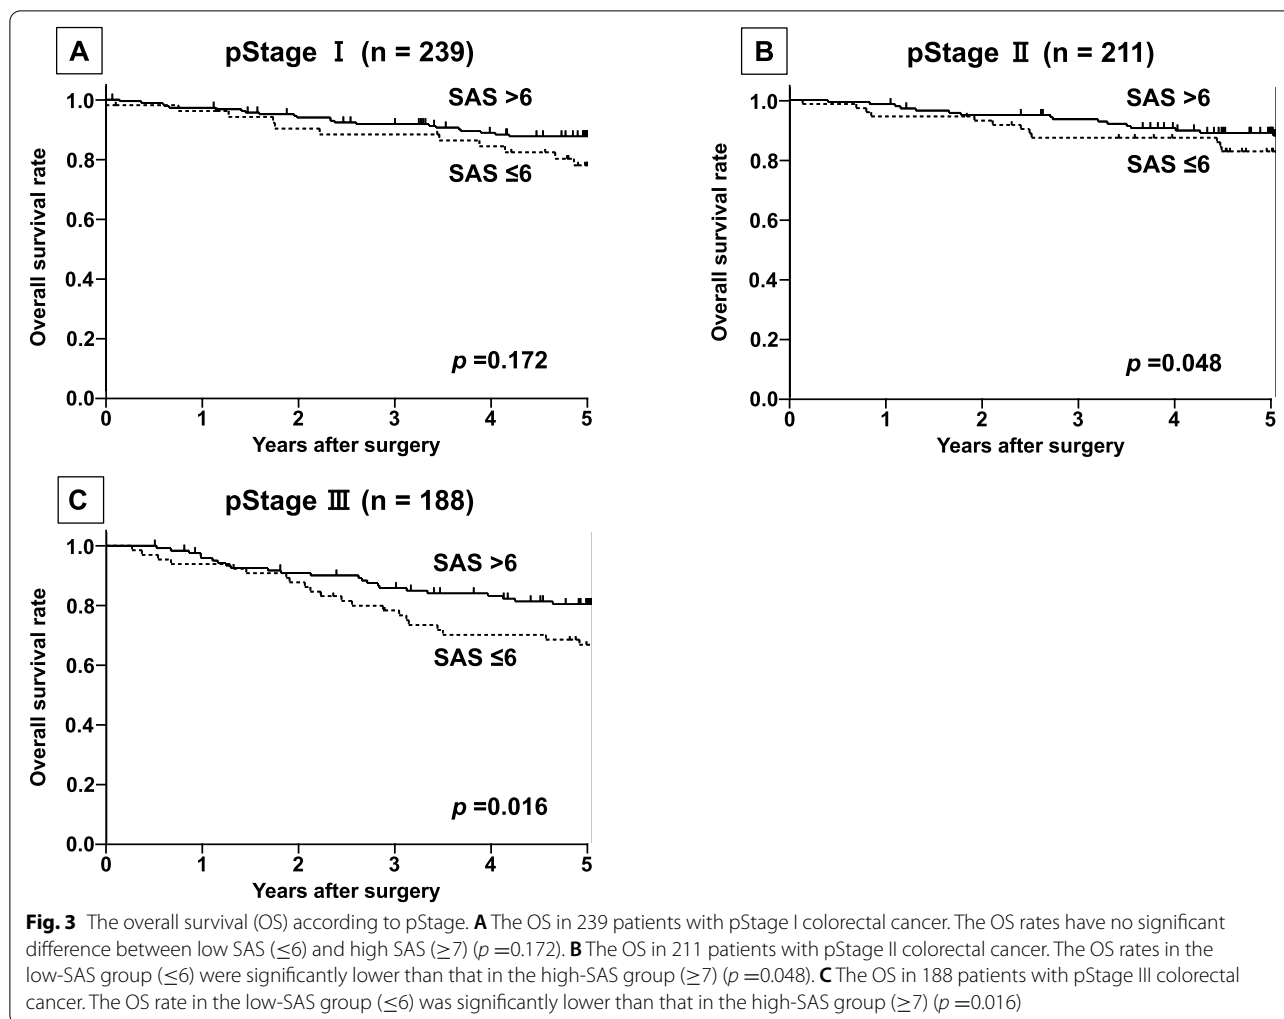 A
pStage Ⅰ (n = 239)
1.0
0.8
0.6
0.4
0.2
0.0
Overall survival rate
SAS >6
SAS ≤6
p =0.172
0 1 2 3 4 5
Years after surgery
B
pStage Ⅱ (n = 211)
1.0
0.8
0.6
0.4
0.2
0.0
Overall survival rate
SAS >6
SAS ≤6
p =0.048
0 1 2 3 4 5
Years after surgery
C
pStage Ⅲ (n = 188)
1.0
0.8
0.6
0.4
0.2
0.0
Overall survival rate
SAS >6
SAS ≤6
p =0.016
0 1 2 3 4 5
Years after surgery
Fig. 3 The overall survival (OS) according to pStage. A The OS in 239 patients with pStage I colorectal cancer. The OS rates have no significant
difference between low SAS (≤6) and high SAS (≥7) (p =0.172). B The OS in 211 patients with pStage II colorectal cancer. The OS rates in the
low-SAS group (≤6) were significantly lower than that in the high-SAS group (≥7) (p =0.048). C The OS in 188 patients with pStage III colorectal
cancer. The OS rate in the low-SAS group (≤6) was significantly lower than that in the high-SAS group (≥7) (p =0.016)